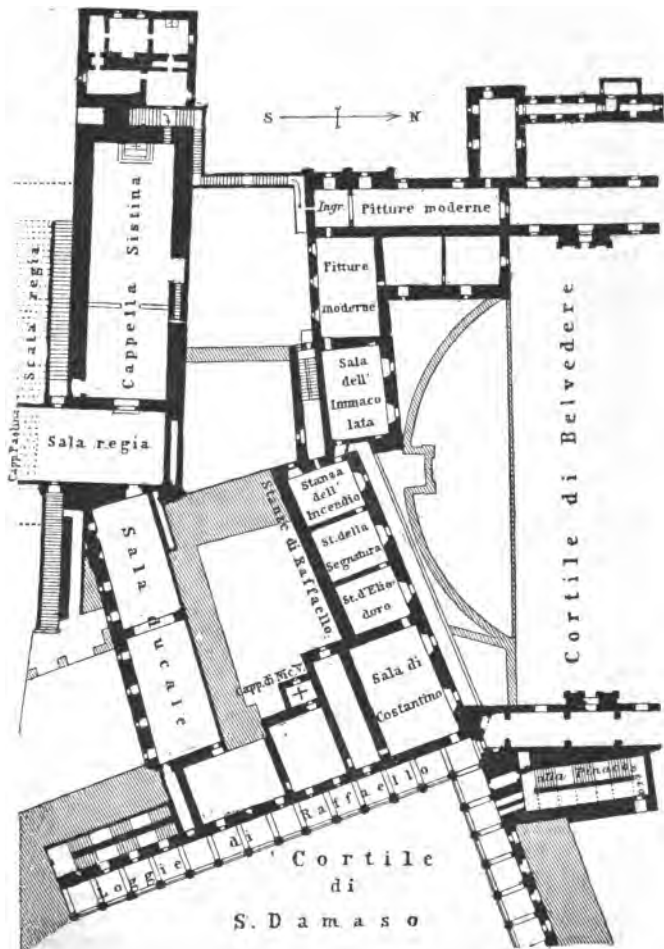 S N
Ingr.
Pitture moderne
Pitture
moderne
Scala regia
Cappella Sistina
Sala
dell'
Immaco
lata
Cortile di Belvedere
Capp. Paolina
Sala regia
Stanza
dell'
Incendio
Stanze di Raffaello
St. della
Segnatura
St. d'Elio-
doro
Sala ducale
Capp. di Nic. V.
Sala di
Costantino
alla Pinac
Loggie di Raffaello
Cortile
di
S. Damaso